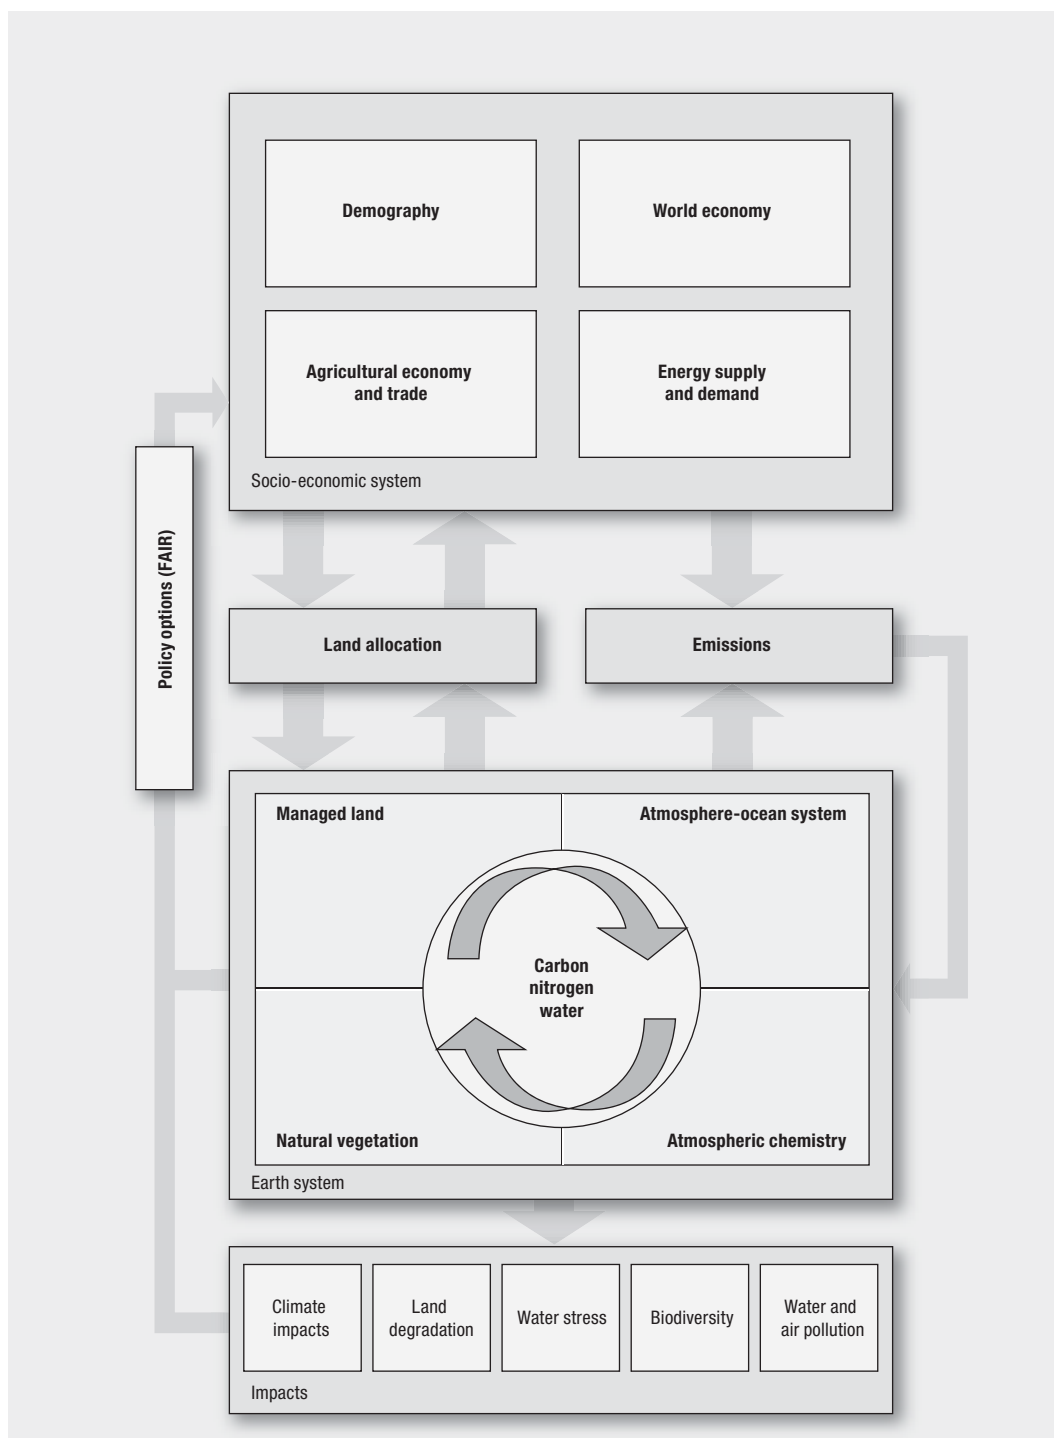 Demography
World economy
Agricultural economy
and trade
Energy supply
and demand
Socio-economic system
Policy options (FAIR)
Land allocation
Emissions
Managed land
Atmosphere-ocean system
Carbon
nitrogen
water
Natural vegetation
Atmospheric chemistry
Earth system
Climate
impacts
Land
degradation
Water stress
Biodiversity
Water and
air pollution
Impacts